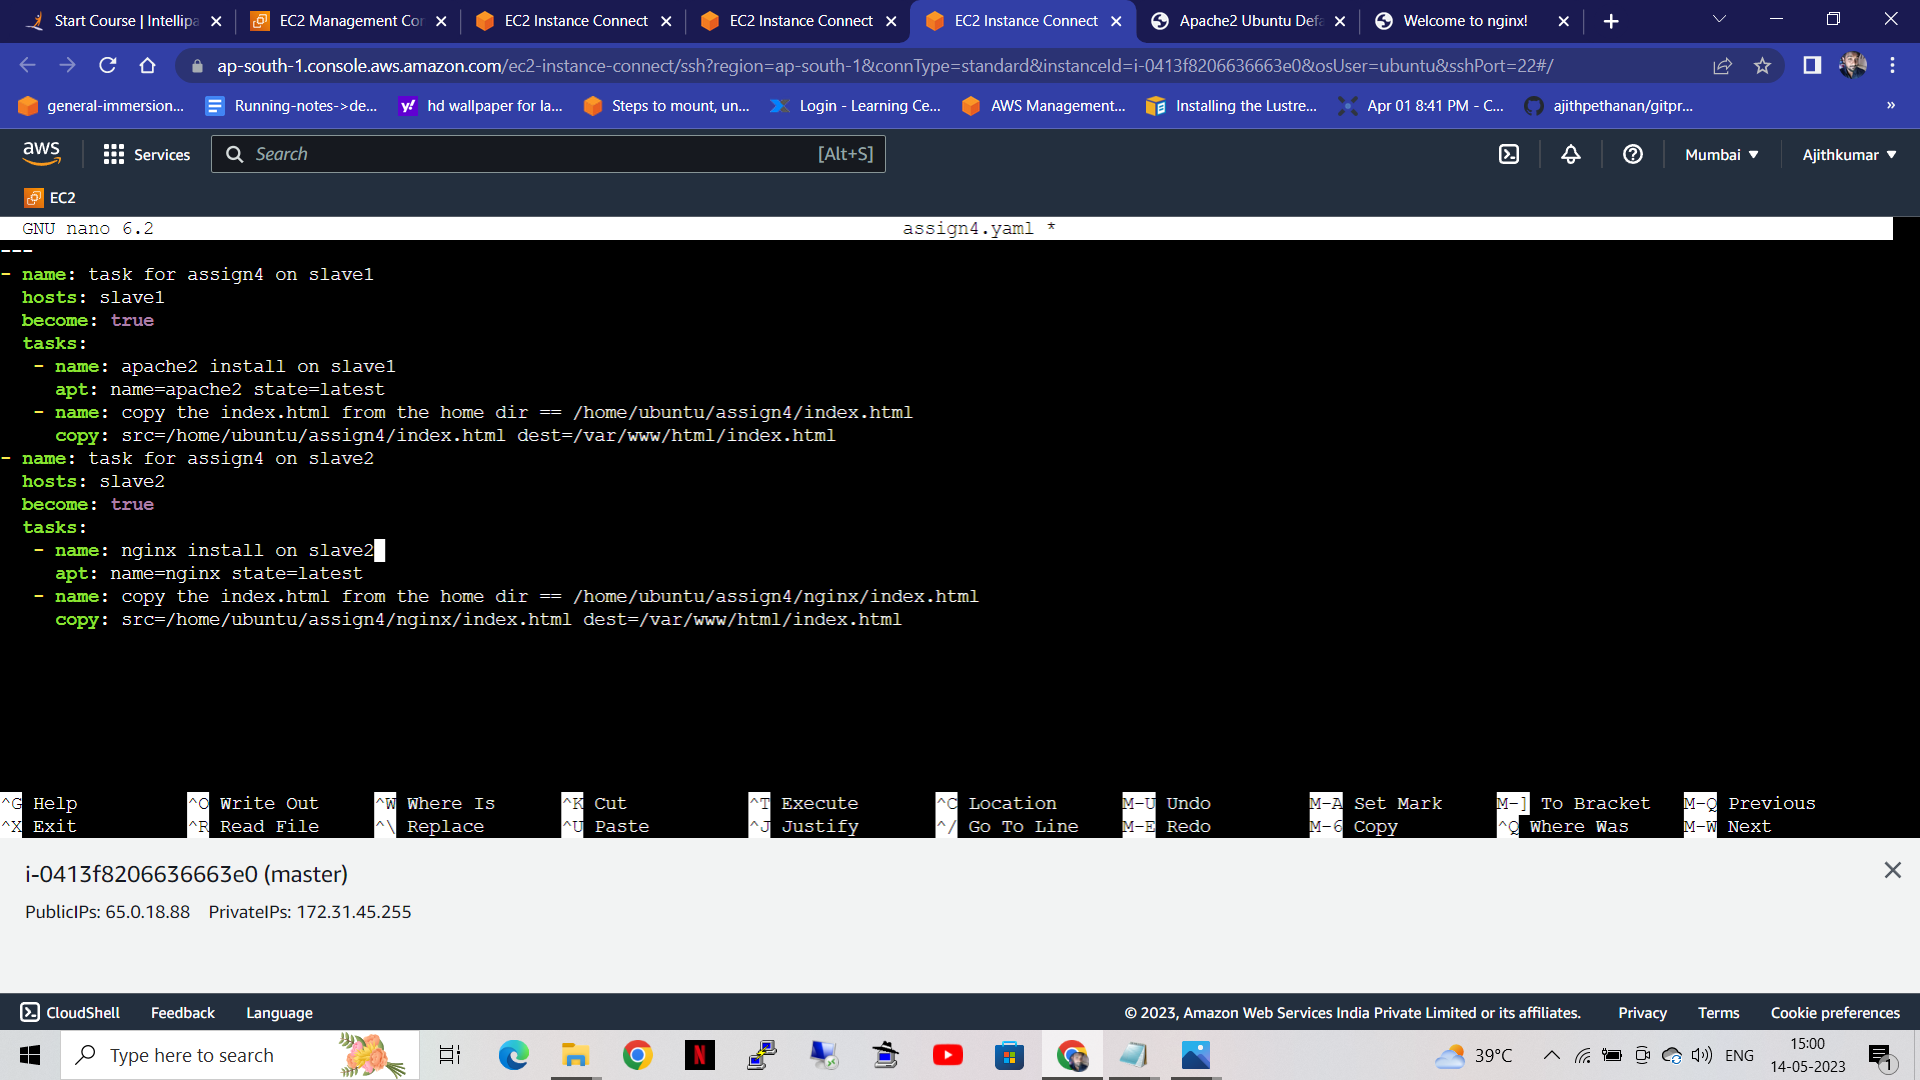 Start Course | Intellipa
EC2 Management Co
EC2 Instance Connect
EC2 Instance Connect
EC2 Instance Connect
Apache2 Ubuntu Defa
Welcome to nginx!
ap-south-1.console.aws.amazon.com/ec2-instance-connect/ssh?region=ap-south-1&connType=standard&instanceId=i-0413f8206636663e0&osUser=ubuntu&sshPort=22#/
general-immersion...
Running-notes->de...
hd wallpaper for la...
Steps to mount, un...
Login - Learning Ce...
AWS Management...
Installing the Lustre...
Apr 01 8:41 PM - C...
ajithpethanan/gitpr...
»
aws
Services
Search
[Alt+S]
Mumbai
Ajithkumar
EC2
GNU nano 6.2 assign4.yaml *
---
- name: task for assign4 on slave1
hosts: slave1
become: true
tasks:
- name: apache2 install on slave1
apt: name=apache2 state=latest
- name: copy the index.html from the home dir == /home/ubuntu/assign4/index.html
copy: src=/home/ubuntu/assign4/index.html dest=/var/www/html/index.html
- name: task for assign4 on slave2
hosts: slave2
become: true
tasks:
- name: nginx install on slave2
apt: name=nginx state=latest
- name: copy the index.html from the home dir == /home/ubuntu/assign4/nginx/index.html
copy: src=/home/ubuntu/assign4/nginx/index.html dest=/var/www/html/index.html
^G Help ^O Write Out ^W Where Is ^K Cut ^T Execute ^C Location M-U Undo M-A Set Mark M-] To Bracket M-Q Previous
^X Exit ^R Read File ^\ Replace ^U Paste ^J Justify ^/ Go To Line M-E Redo M-6 Copy ^Q Where Was M-W Next
i-0413f8206636663e0 (master)
PublicIPs: 65.0.18.88 PrivateIPs: 172.31.45.255
CloudShell Feedback Language © 2023, Amazon Web Services India Private Limited or its affiliates. Privacy Terms Cookie preferences
Type here to search
39°C
ENG
15:00
14-05-2023
1